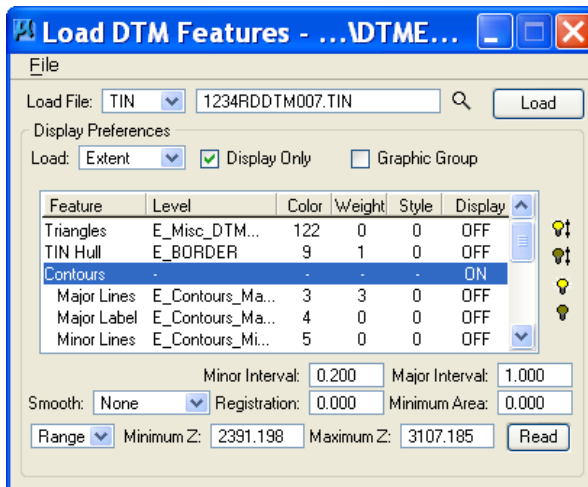 Load DTM Features - ...\DTME...
File
Load File: TIN 1234RDDTM007.TIN Load
Display Preferences
Load: Extent Display Only Graphic Group
Feature Level Color Weight Style Display
Triangles E_Misc_DTM... 122 0 0 OFF
TIN Hull E_BORDER 9 1 0 OFF
Contours - - - - ON
Major Lines E_Contours_Ma... 3 3 0 OFF
Major Label E_Contours_Ma... 4 0 0 OFF
Minor Lines E_Contours_Mi... 5 0 0 OFF
Minor Interval: 0.200 Major Interval: 1.000
Smooth: None Registration: 0.000 Minimum Area: 0.000
Range Minimum Z: 2391.198 Maximum Z: 3107.185 Read